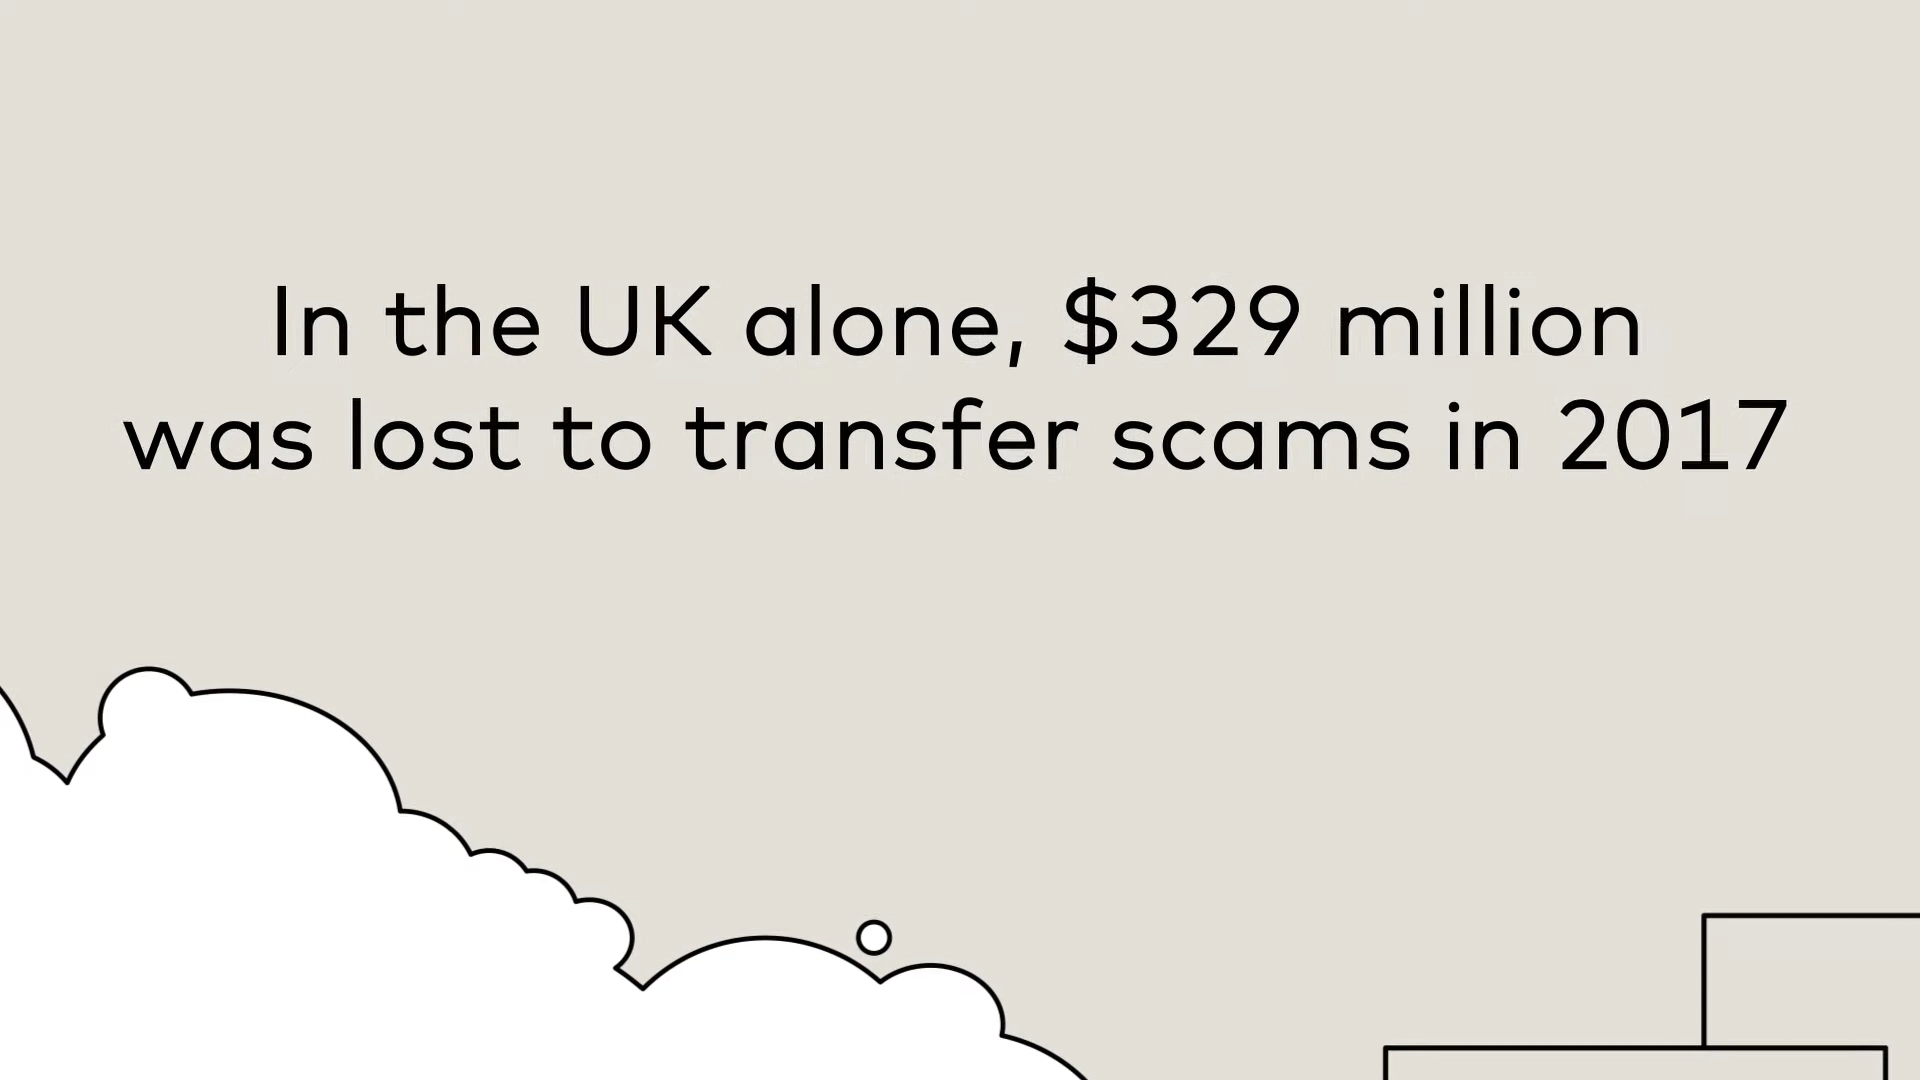 In the UK alone, $329 million
was lost to transfer scams in 2017